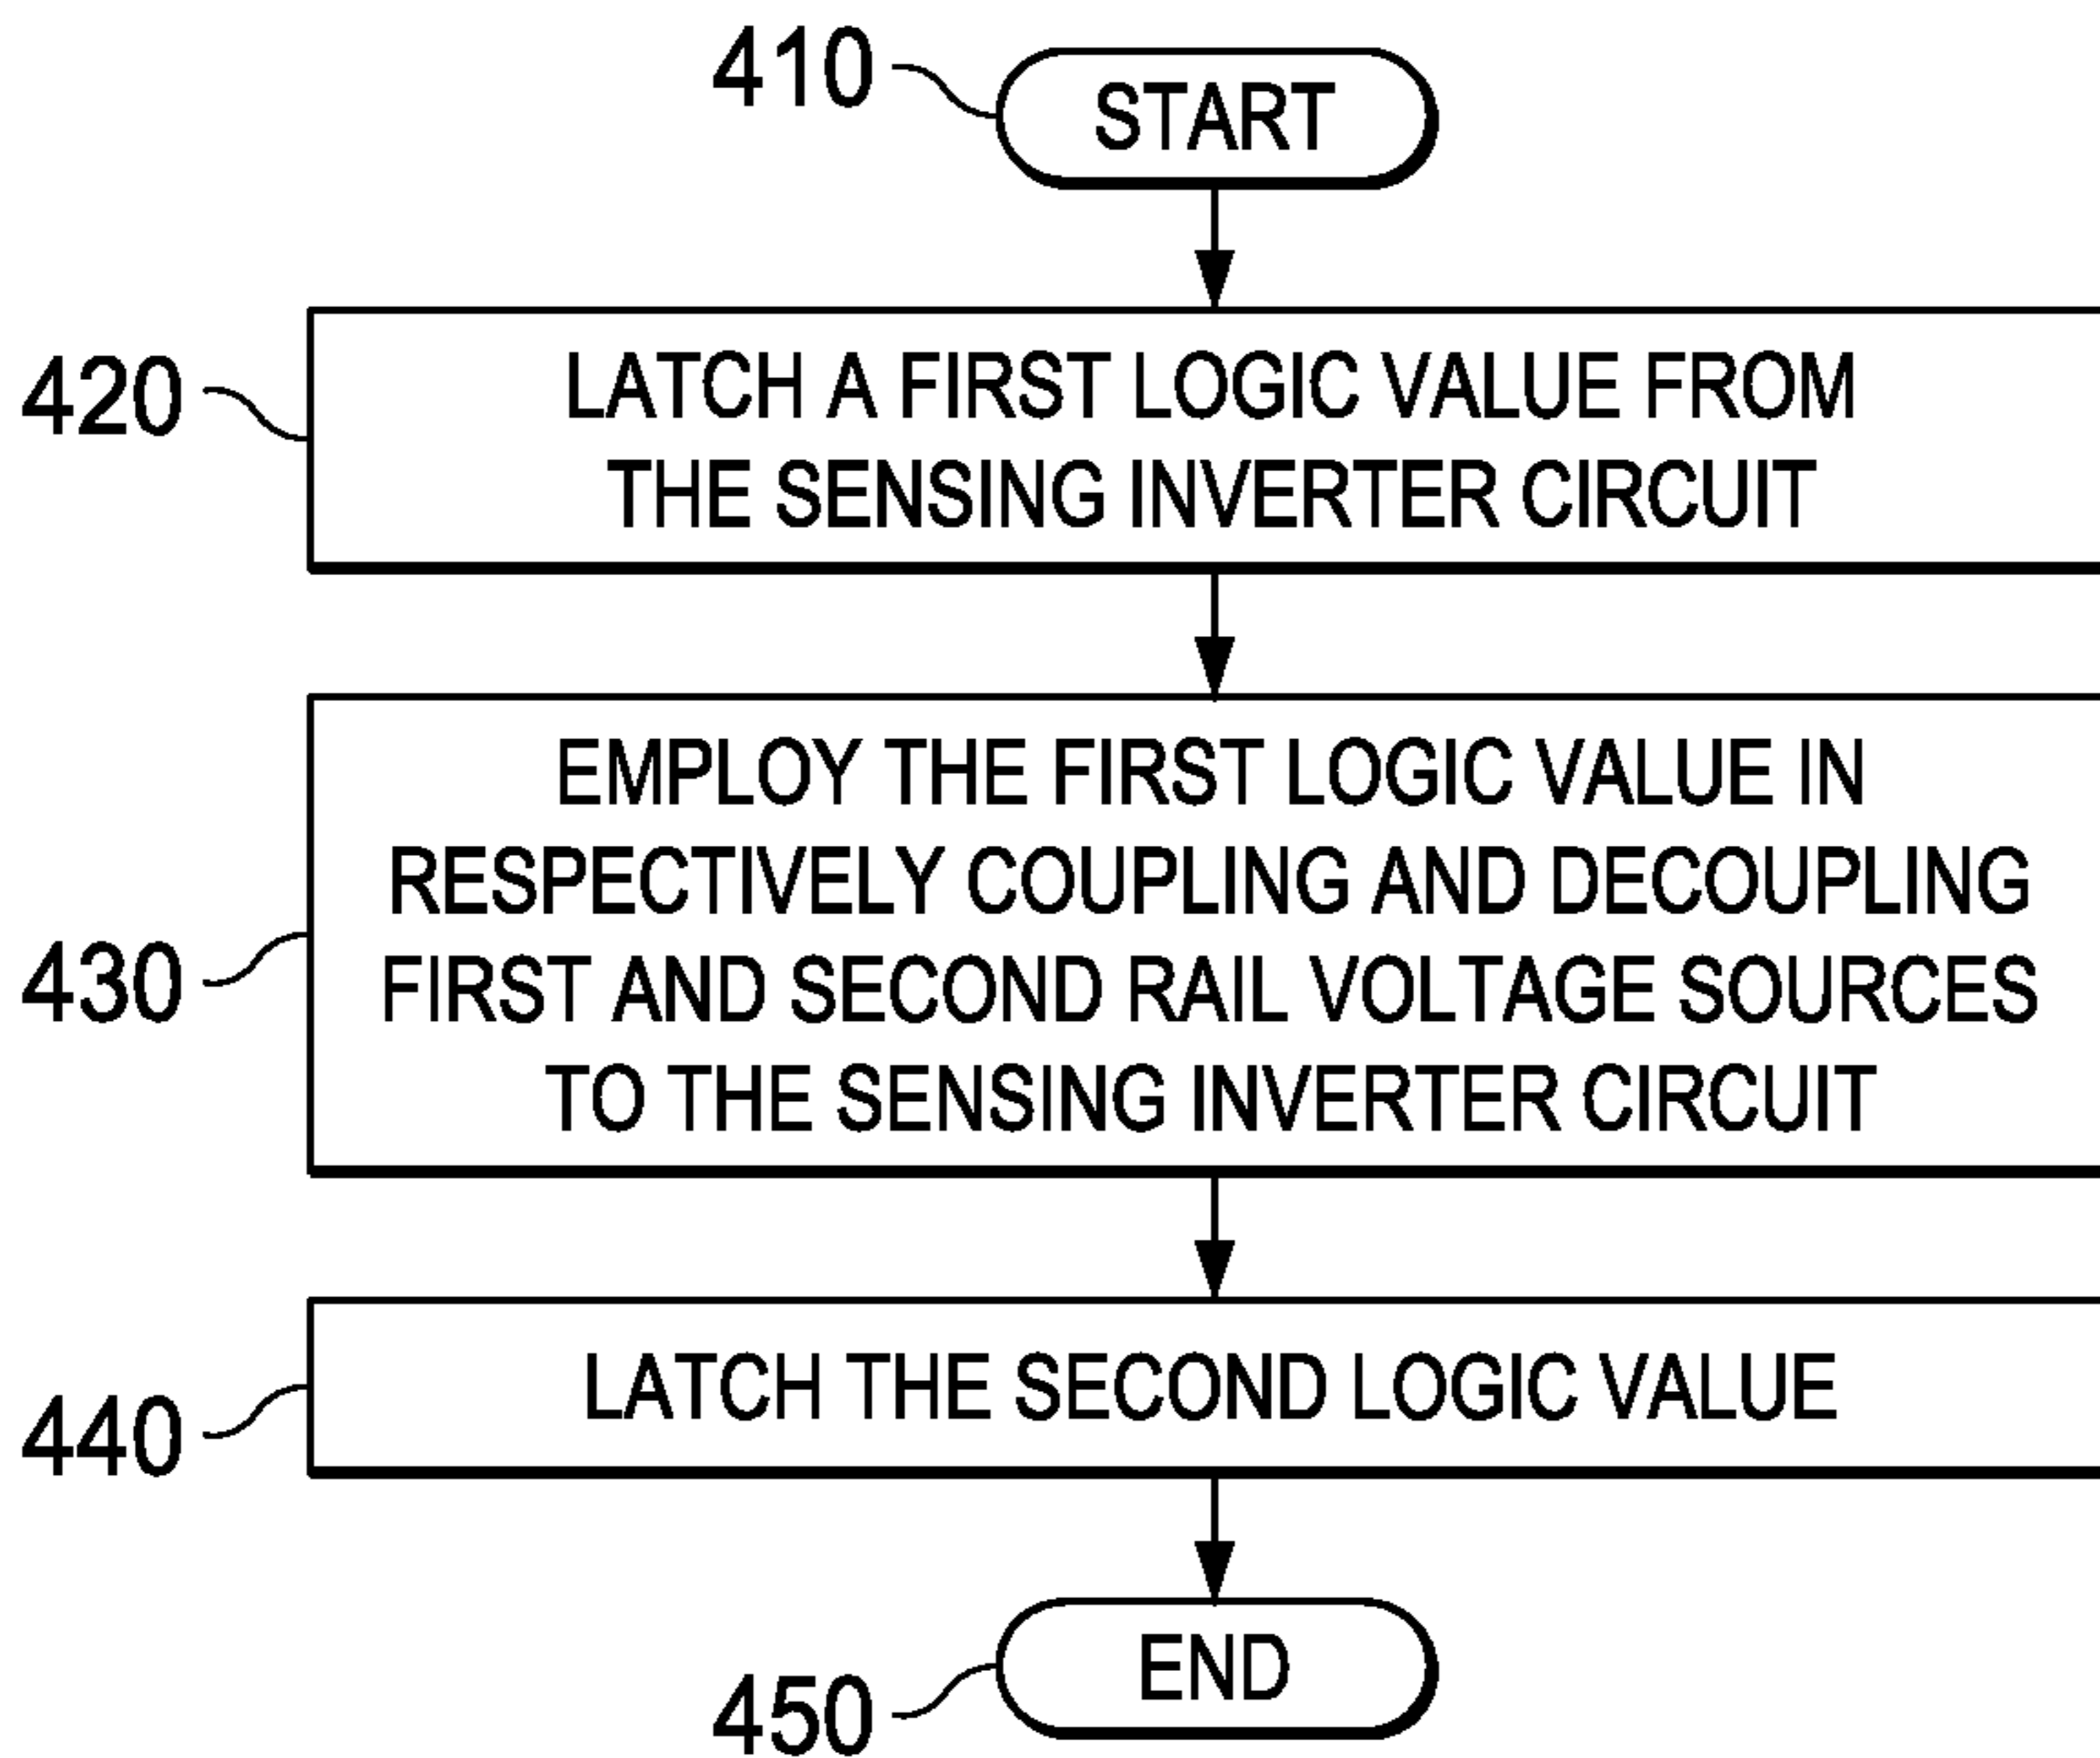 410
START
420
LATCH A FIRST LOGIC VALUE FROM
THE SENSING INVERTER CIRCUIT
430
EMPLOY THE FIRST LOGIC VALUE IN
RESPECTIVELY COUPLING AND DECOUPLING
FIRST AND SECOND RAIL VOLTAGE SOURCES
TO THE SENSING INVERTER CIRCUIT
440
LATCH THE SECOND LOGIC VALUE
450
END